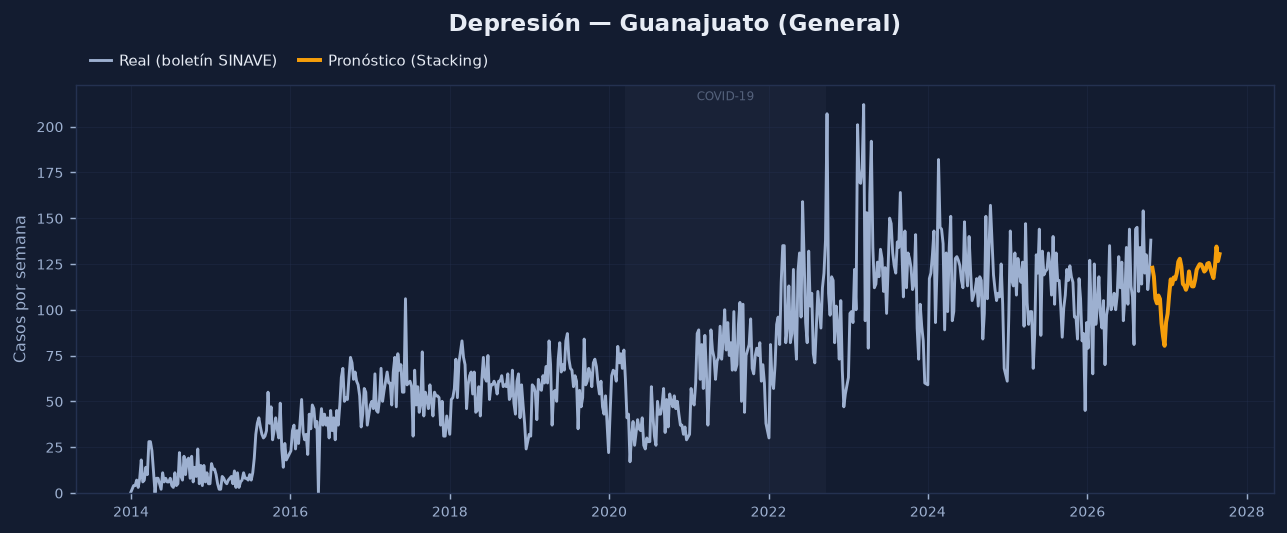 Depresión — Guanajuato (General)
Real (boletín SINAVE) Pronóstico (Stacking)
COVID-19
Casos por semana
200
175
150
125
100
75
50
25
0
2014 2016 2018 2020 2022 2024 2026 2028